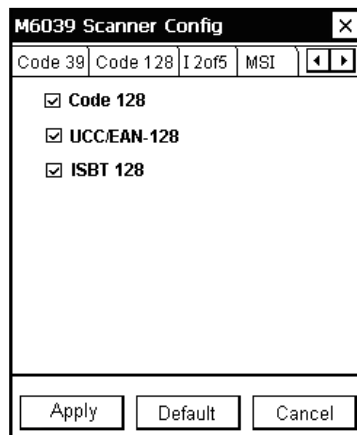 M6039 Scanner Config
Code 39 Code 128 I 2of5 MSI
Code 128
UCC/EAN-128
ISBT 128
Apply Default Cancel